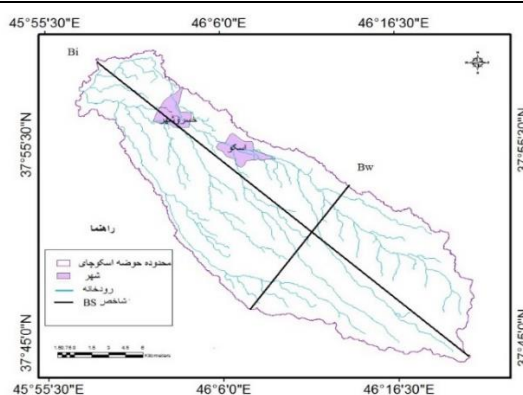 45°55'30"E 46°6'0"E 46°16'30"E
Bi
37°55'30"N
37°55'30"N
خسروشهر
اسکو
Bw
راهنما
محدوده حوضه اسکوچای
شهر
رودخانه
شاخص BS
37°45'0"N
37°45'0"N
45°55'30"E 46°6'0"E 46°16'30"E